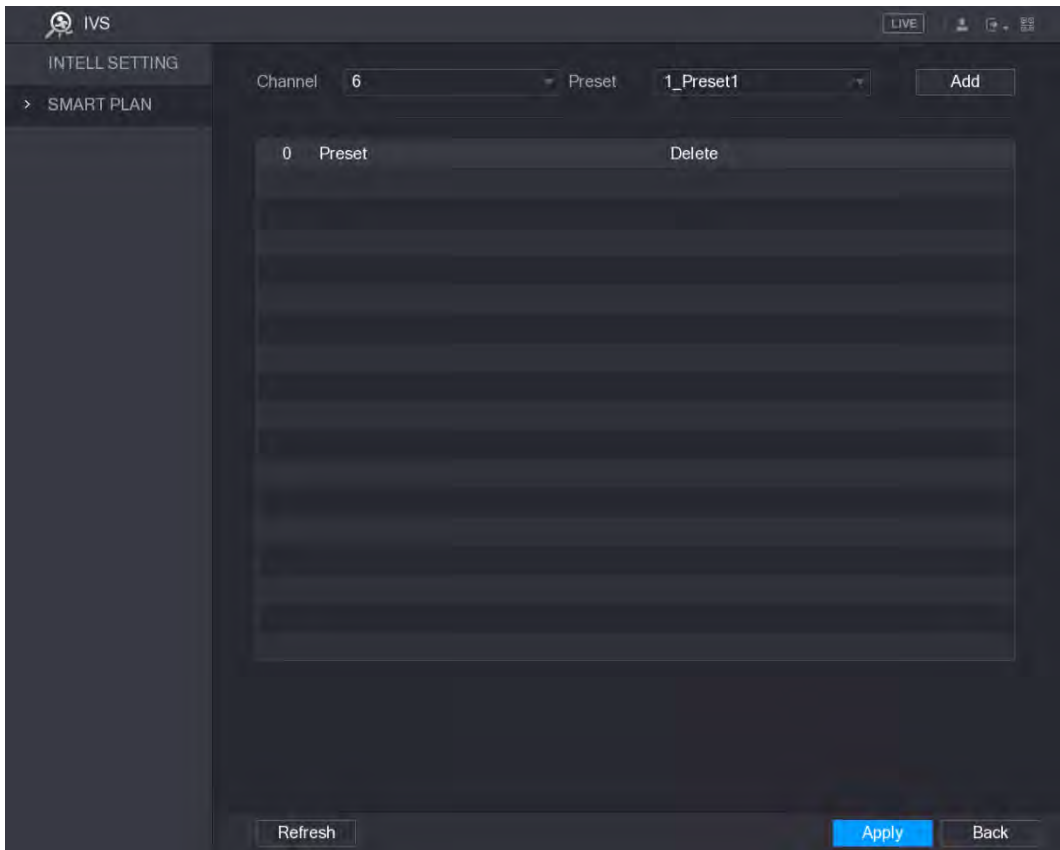 IVS LIVE
INTELL SETTING
> SMART PLAN
Channel 6 Preset 1_Preset1 Add
0 Preset Delete
Refresh Apply Back